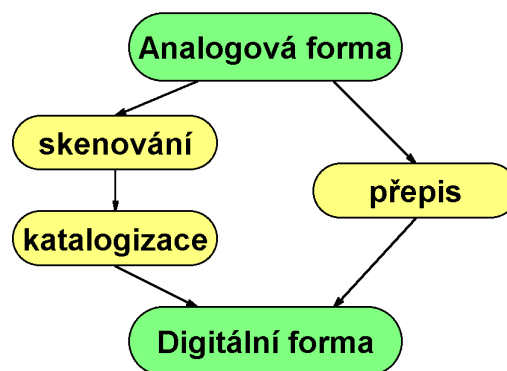 Analogová forma
skenování
přepis
katalogizace
Digitální forma